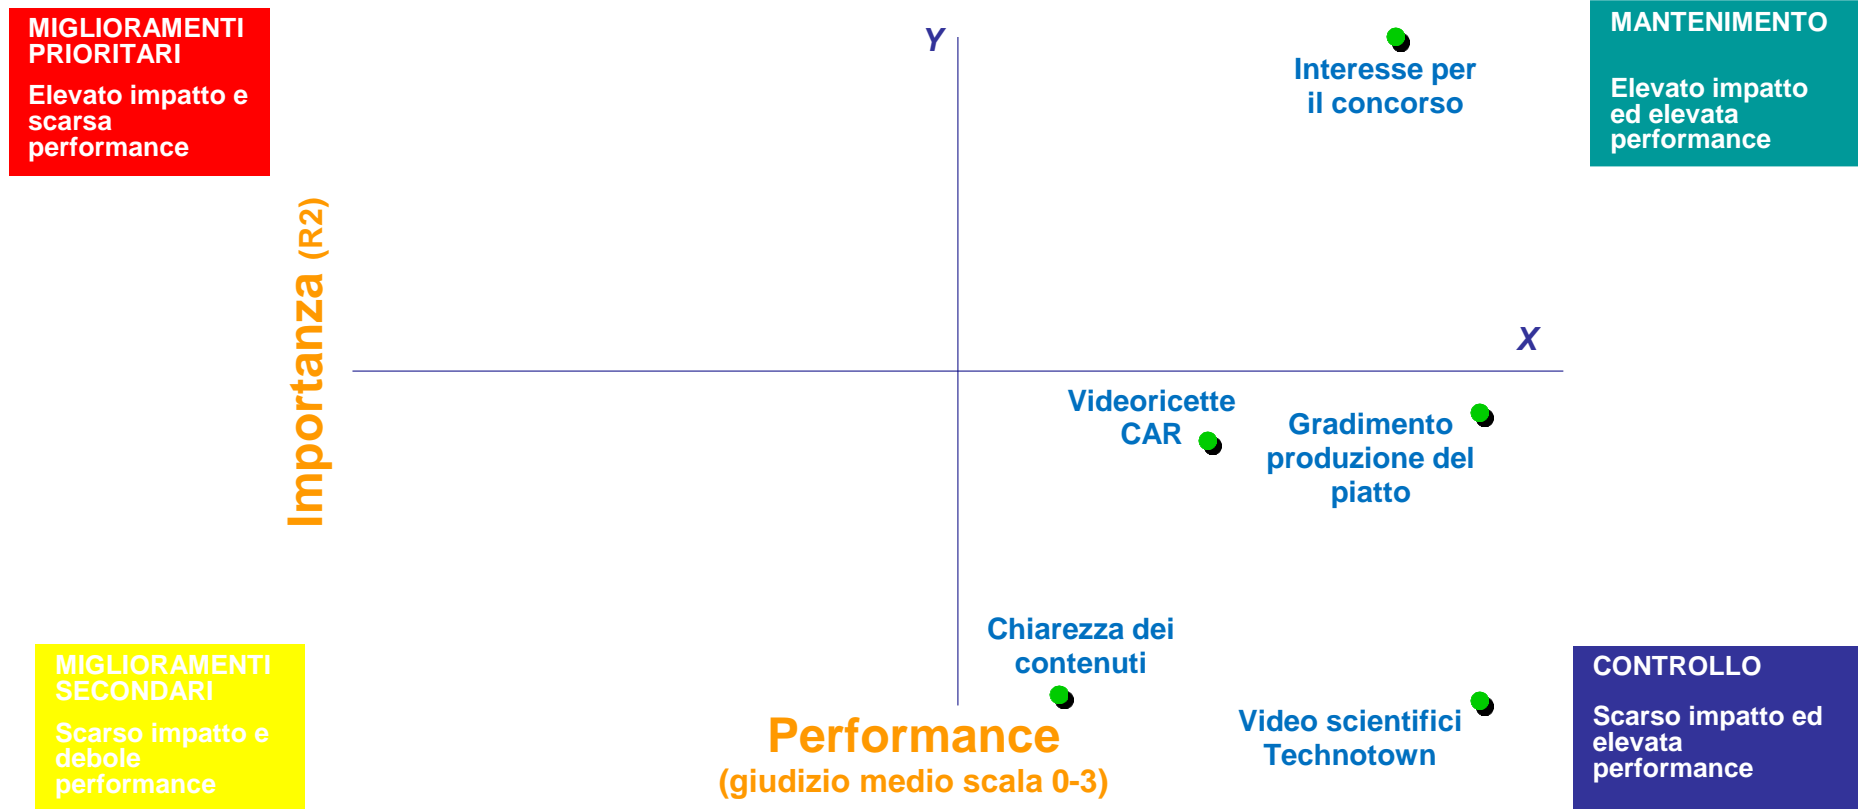 MIGLIORAMENTI
PRIORITARI
Elevato impatto e
scarsa
performance
Y
Interesse per
il concorso
MANTENIMENTO
Elevato impatto
ed elevata
performance
Importanza (R2)
X
Videoricette
CAR
Gradimento
produzione del
piatto
Chiarezza dei
contenuti
MIGLIORAMENTI
SECONDARI
Scarso impatto e
debole
performance
Performance
(giudizio medio scala 0-3)
Video scientifici
Technotown
CONTROLLO
Scarso impatto ed
elevata
performance